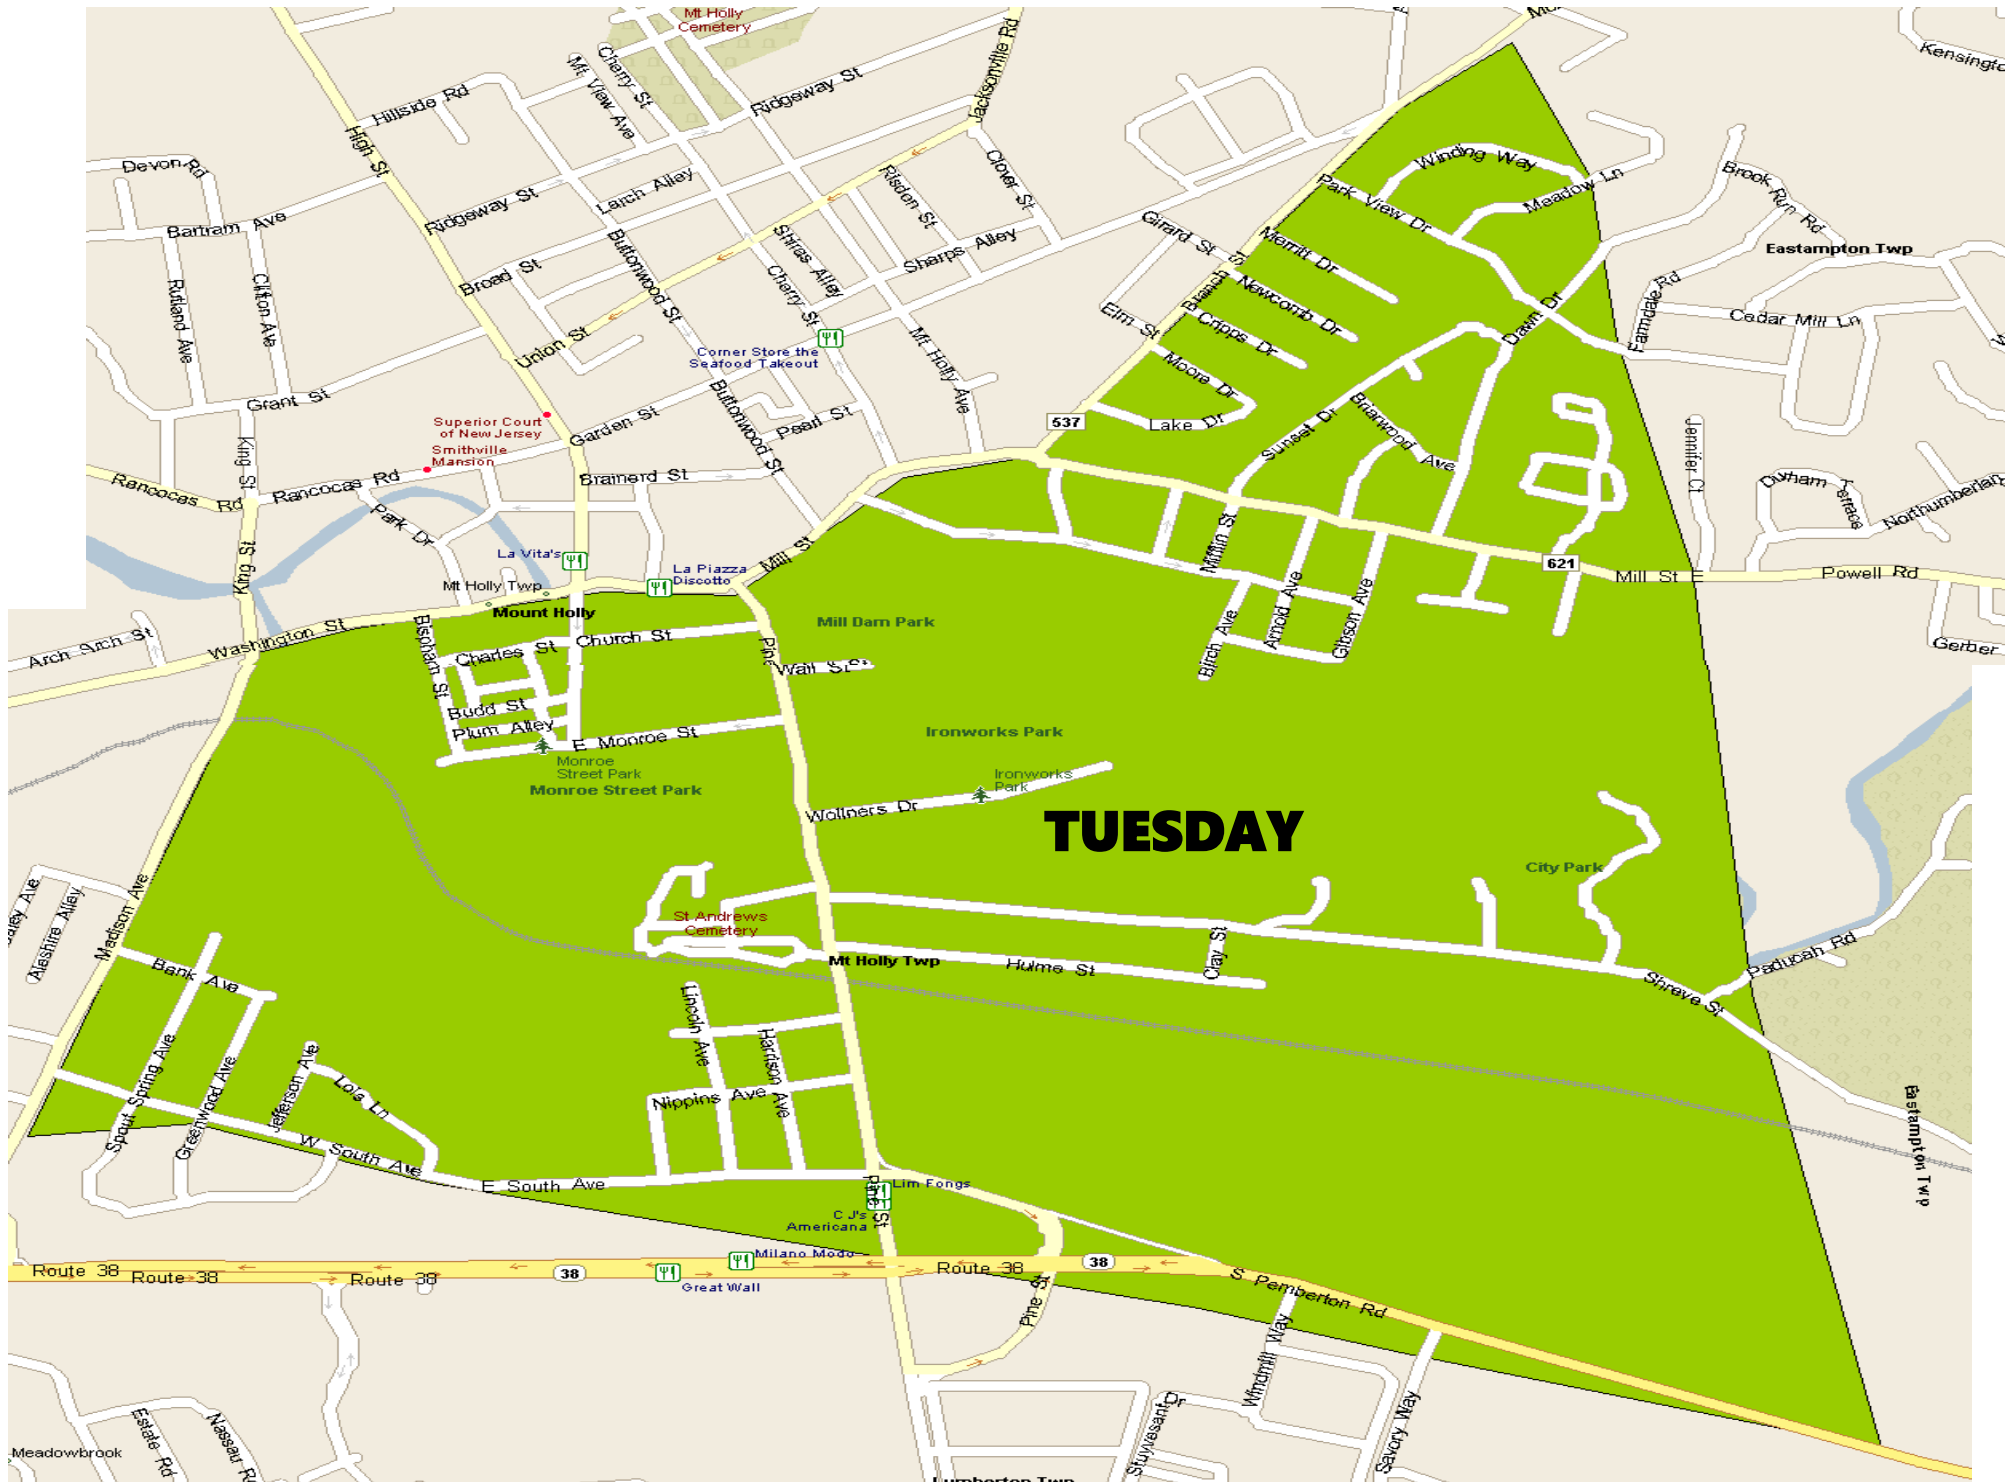 Mt Holly
Cemetery
Jacksonville Rd
Kensingto
Cherry St
Mt View Ave
Ridgeway St
Hillside Rd
High St
Devon Rd
Larch Alley
Risdon St
Clover St
Winding Way
Meadow Ln
Park View Dr
Brook Run Rd
Ridgeway St
Bartram Ave
Girard St
Merritt Dr
Eastampton Twp
Buttonwood St
Shiras Alley
Sharps Alley
Broad St
Cherry St
Rutland Ave
Clifton Ave
Branch St
Newcomb Dr
Farmdale Rd
Elm St
Cripps Dr
Dawn Dr
Cedar Mill Ln
Union St
Corner Store the
Seafood Takeout
Mt Holly Ave
Moore Dr
Grant St
Buttonwood St
Superior Court
of New Jersey
Garden St
Pearl St
537
Lake Dr
Sunset Dr
Briarwood Ave
Smithville
Mansion
King St
Rancocas Rd
Rancocas Rd
Brainerd St
Jennifer Ct
Durham Terrace
Northumberlan
Park Dr
Mifflin St
La Vita's
Mill St
King St
La Piazza
Discotto
621
Mill St E
Powell Rd
Mt Holly Twp
Mount Holly
Mill Dam Park
Birch Ave
Arnold Ave
Gibson Ave
Arch Arch St
Washington St
Bispham St
Charles St
Church St
Pine
Wall St St
Gerber
Budd St
Plum Alley
E Monroe St
Ironworks Park
Monroe
Street Park
Monroe Street Park
Ironworks
Park
Wollners Dr
TUESDAY
City Park
Aleshire Alley
Madison Ave
St Andrews
Cemetery
Clay St
Mt Holly Twp
Hulme St
Paducah Rd
Bank Ave
Shreve St
Lincoln Ave
Harrison Ave
Spout Spring Ave
Greenwood Ave
Jefferson Ave
Lois Ln
Nippins Ave
Eastampton Twp
W South Ave
E South Ave
Lim Fongs
Pine St
C J's
Americana
Milano Modo
Route 38
Route 38
Route 38
38
Route 38
38
Great Wall
S Pemberton Rd
Pine St
Windmill Way
Stuyvesant Dr
Savory Way
Estate Rd
Nassau R
Meadowbrook
Lumberton Twp